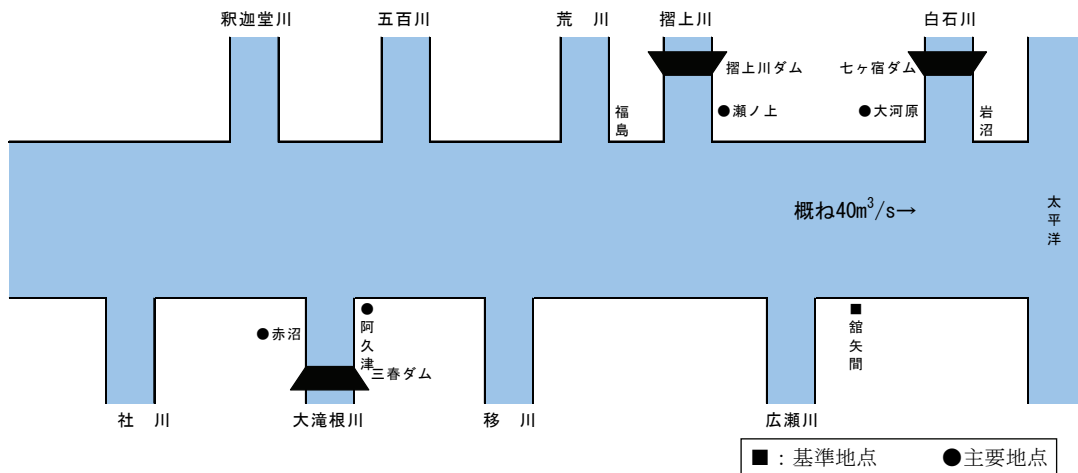 釈迦堂川
五百川
荒 川
摺上川
白石川
摺上川ダム
七ヶ宿ダム
福島
●瀬ノ上
●大河原
岩沼
概ね40m³/s→
太平洋
●赤沼
●阿久津
■舘矢間
三春ダム
社 川
大滝根川
移 川
広瀬川
■：基準地点 ●主要地点